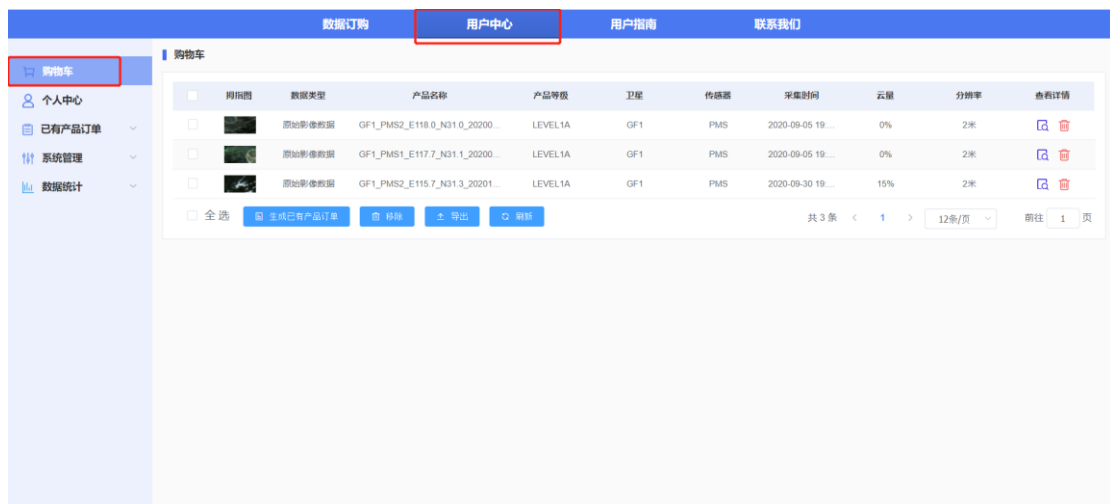 数据订购 用户中心 用户指南 联系我们
购物车
个人中心
已有产品订单
系统管理
数据统计
购物车
拇指图 数据类型 产品名称 产品等级 卫星 传感器 采集时间 云量 分辨率 查看详情
原始影像数据 GF1_PMS2_E118.0_N31.0_20200... LEVEL1A GF1 PMS 2020-09-05 19:... 0% 2米
原始影像数据 GF1_PMS1_E117.7_N31.1_20200... LEVEL1A GF1 PMS 2020-09-05 19:... 0% 2米
原始影像数据 GF1_PMS2_E115.7_N31.3_20201... LEVEL1A GF1 PMS 2020-09-30 19:... 15% 2米
全选 生成已有产品订单 移除 导出 刷新 共3条 < 1 > 12条/页 前往 1 页